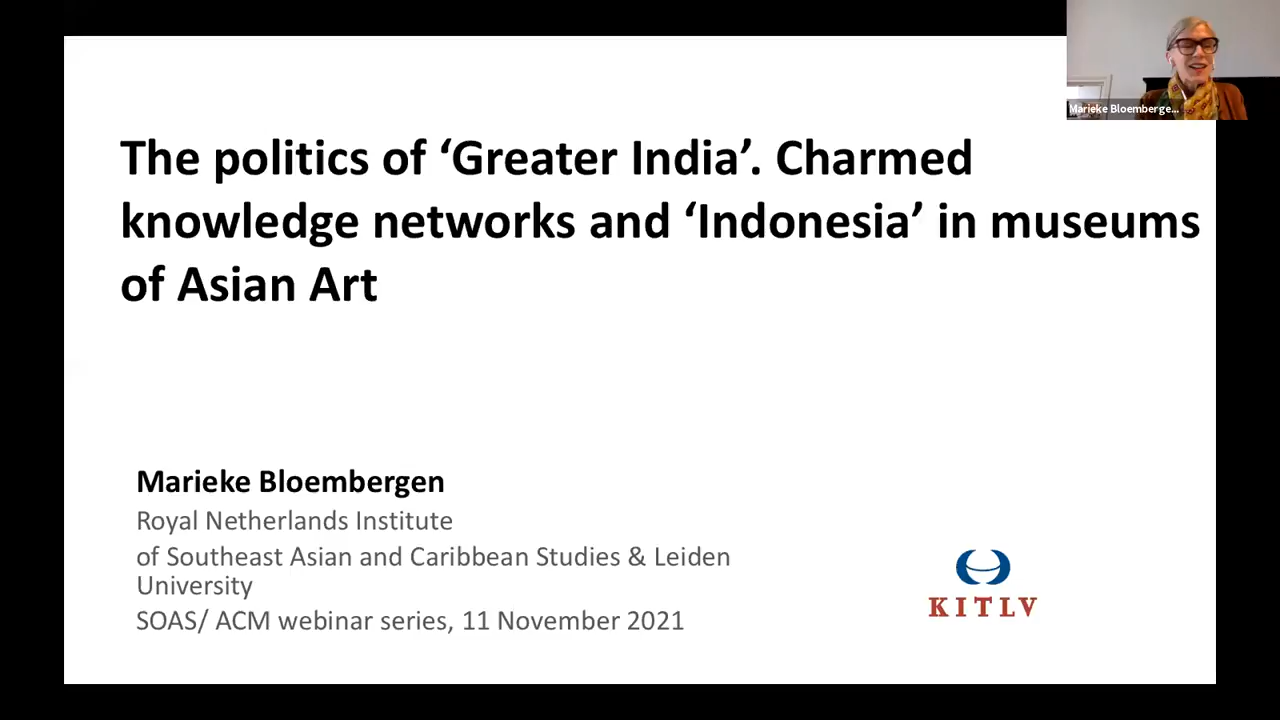 Marieke Bloemberge...
The politics of ‘Greater India’. Charmed
knowledge networks and ‘Indonesia’ in museums
of Asian Art
Marieke Bloembergen
Royal Netherlands Institute
of Southeast Asian and Caribbean Studies & Leiden
University
SOAS/ ACM webinar series, 11 November 2021
KITLV